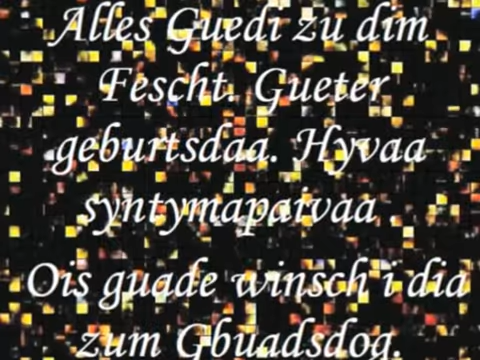 Alles Guedi zu dim
Fescht. Gueter
geburtsdaa. Hyvaa
syntymapaivaa
Ois guade winsch i dia
zum Gbuadsdog.